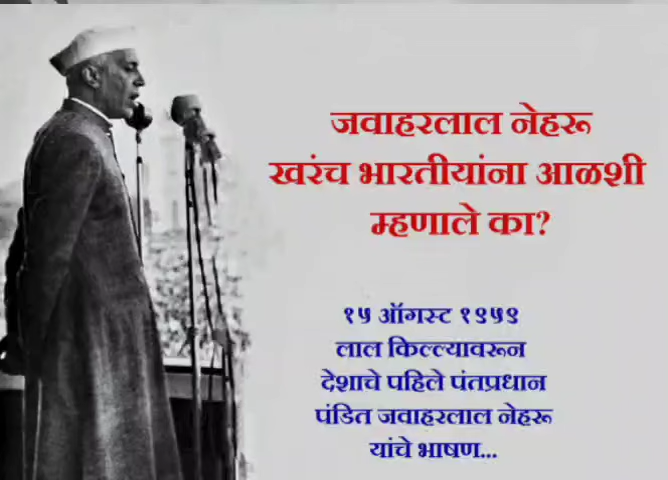 जवाहरलाल नेहरू
खरंच भारतीयांना आळशी
म्हणाले का?
१५ ऑगस्ट १९५९
लाल किल्ल्यावरून
देशाचे पहिले पंतप्रधान
पंडित जवाहरलाल नेहरू
यांचे भाषण...